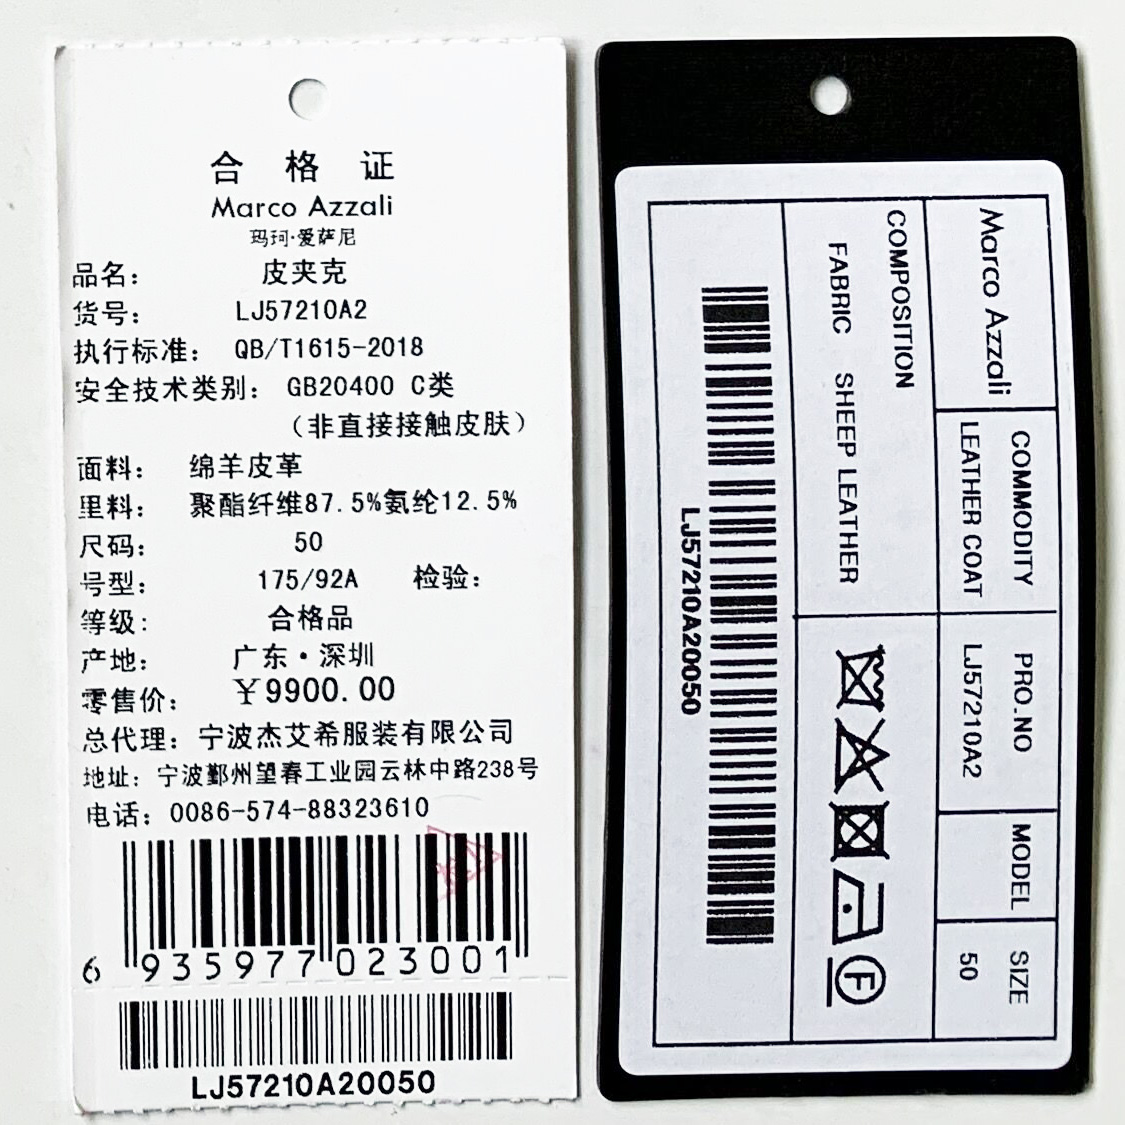 合格证
Marco Azzali
玛珂·爱萨尼
品名： 皮夹克
货号： LJ57210A2
执行标准： QB/T1615-2018
安全技术类别： GB20400 C类
（非直接接触皮肤）
面料： 绵羊皮革
里料： 聚酯纤维87.5%氨纶12.5%
尺码： 50
号型： 175/92A 检验：
等级： 合格品
产地： 广东·深圳
零售价： ￥9900.00
总代理：宁波杰艾希服装有限公司
地址：宁波鄞州望春工业园云林中路238号
电话：0086-574-88323610
6 935977 023001
LJ57210A20050
Marco Azzali
COMMODITY
LEATHER COAT
PRO.NO
LJ57210A2
MODEL
SIZE
50
COMPOSITION
FABRIC SHEEP LEATHER
F
LJ57210A20050